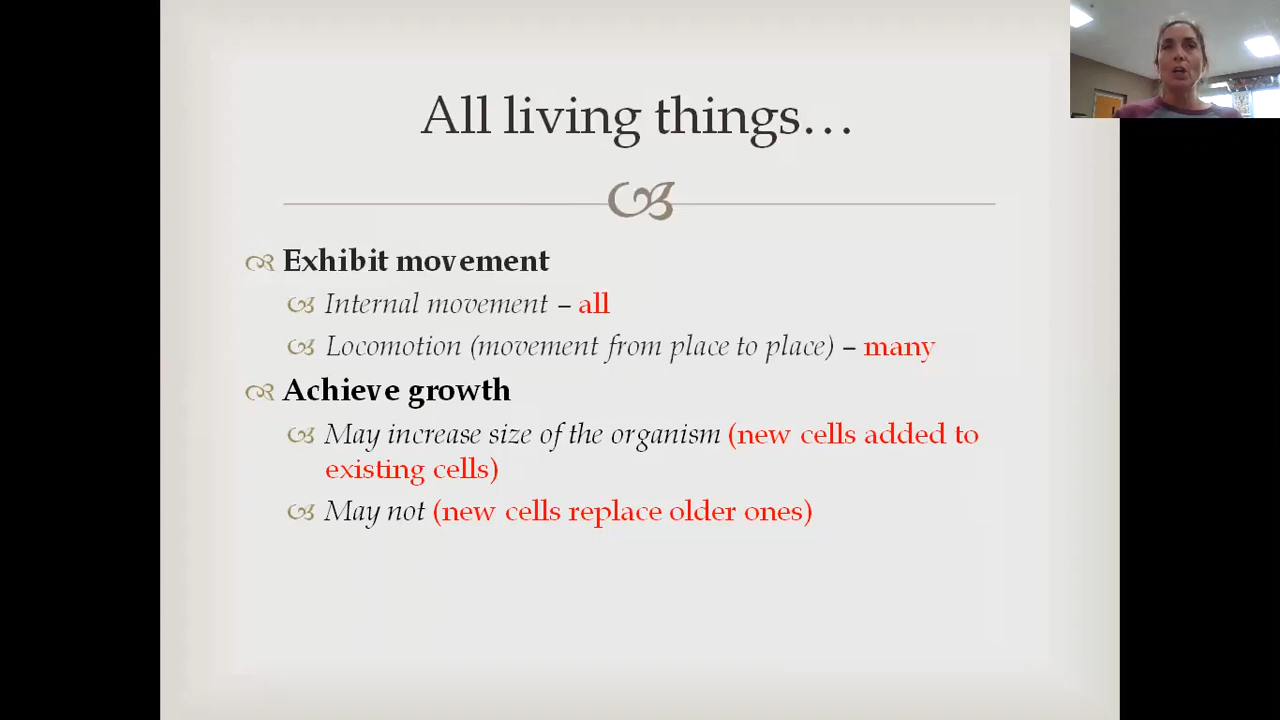 All living things…
Exhibit movement
Internal movement – all
Locomotion (movement from place to place) – many
Achieve growth
May increase size of the organism (new cells added to
existing cells)
May not (new cells replace older ones)